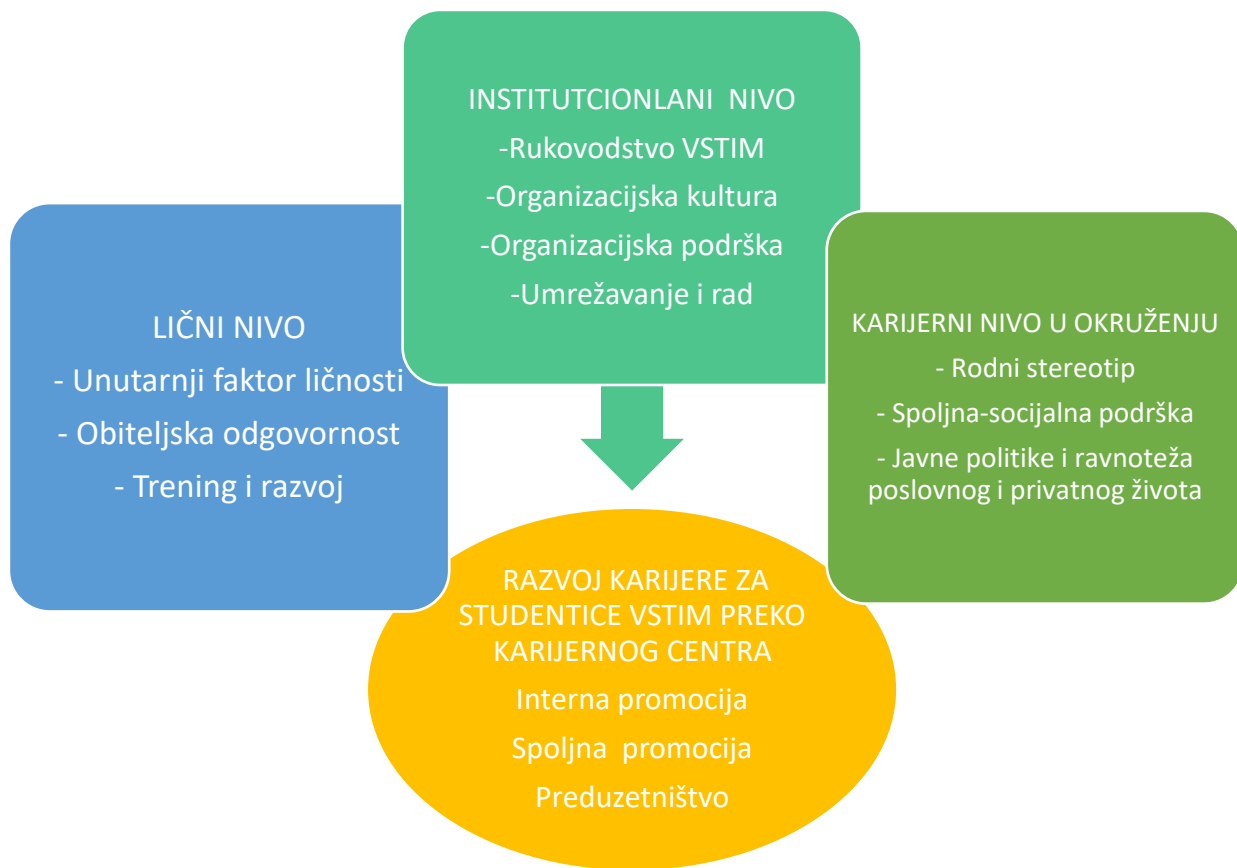 INSTITUTCIONLANI  NIVO
-Rukovodstvo VSTIM
-Organizacijska kultura
-Organizacijska podrška
-Umrežavanje i rad
LIČNI NIVO
- Unutarnji faktor ličnosti
- Obiteljska odgovornost
- Trening i razvoj
KARIJERNI NIVO U OKRUŽENJU
- Rodni stereotip
- Spoljna-socijalna podrška
- Javne politike i ravnoteža
poslovnog i privatnog života
RAZVOJ KARIJERE ZA
STUDENTICE VSTIM PREKO
KARIJERNOG CENTRA
Interna promocija
Spoljna  promocija
Preduzetništvo